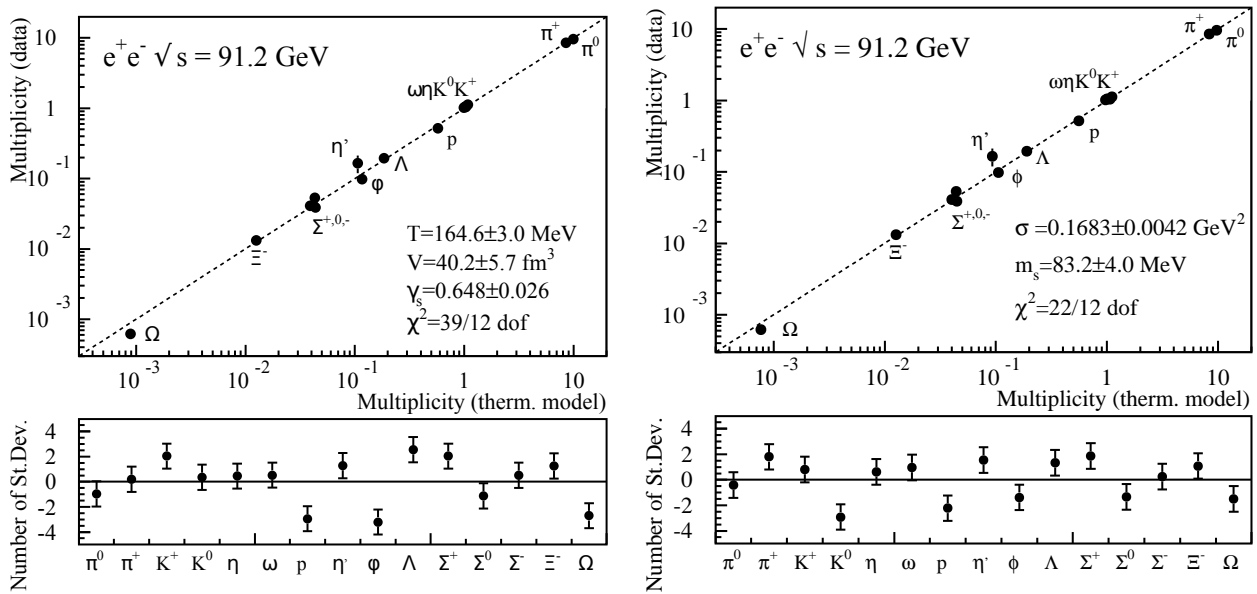 Multiplicity (data)
e⁺e⁻ √s = 91.2 GeV
10
1
10⁻¹
10⁻²
10⁻³
π⁺
π⁰
ωηK⁰K⁺
p
η’
Λ
φ
Σ⁺,⁰,⁻
Ξ⁻
Ω
T=164.6±3.0 MeV
V=40.2±5.7 fm³
γₛ=0.648±0.026
χ²=39/12 dof
10⁻³ 10⁻² 10⁻¹ 1 10
Multiplicity (therm. model)
Number of St.Dev.
4
2
0
-2
-4
π⁰ π⁺ K⁺ K⁰ η ω p η’ φ Λ Σ⁺ Σ⁰ Σ⁻ Ξ⁻ Ω
Multiplicity (data)
e⁺e⁻ √s = 91.2 GeV
10
1
10⁻¹
10⁻²
10⁻³
π⁺
π⁰
ωηK⁰K⁺
p
η’
Λ
ϕ
Σ⁺,⁰,⁻
Ξ⁻
Ω
σ =0.1683±0.0042 GeV²
mₛ=83.2±4.0 MeV
χ²=22/12 dof
10⁻³ 10⁻² 10⁻¹ 1 10
Multiplicity (therm. model)
Number of St.Dev.
4
2
0
-2
-4
π⁰ π⁺ K⁺ K⁰ η ω p η’ ϕ Λ Σ⁺ Σ⁰ Σ⁻ Ξ⁻ Ω